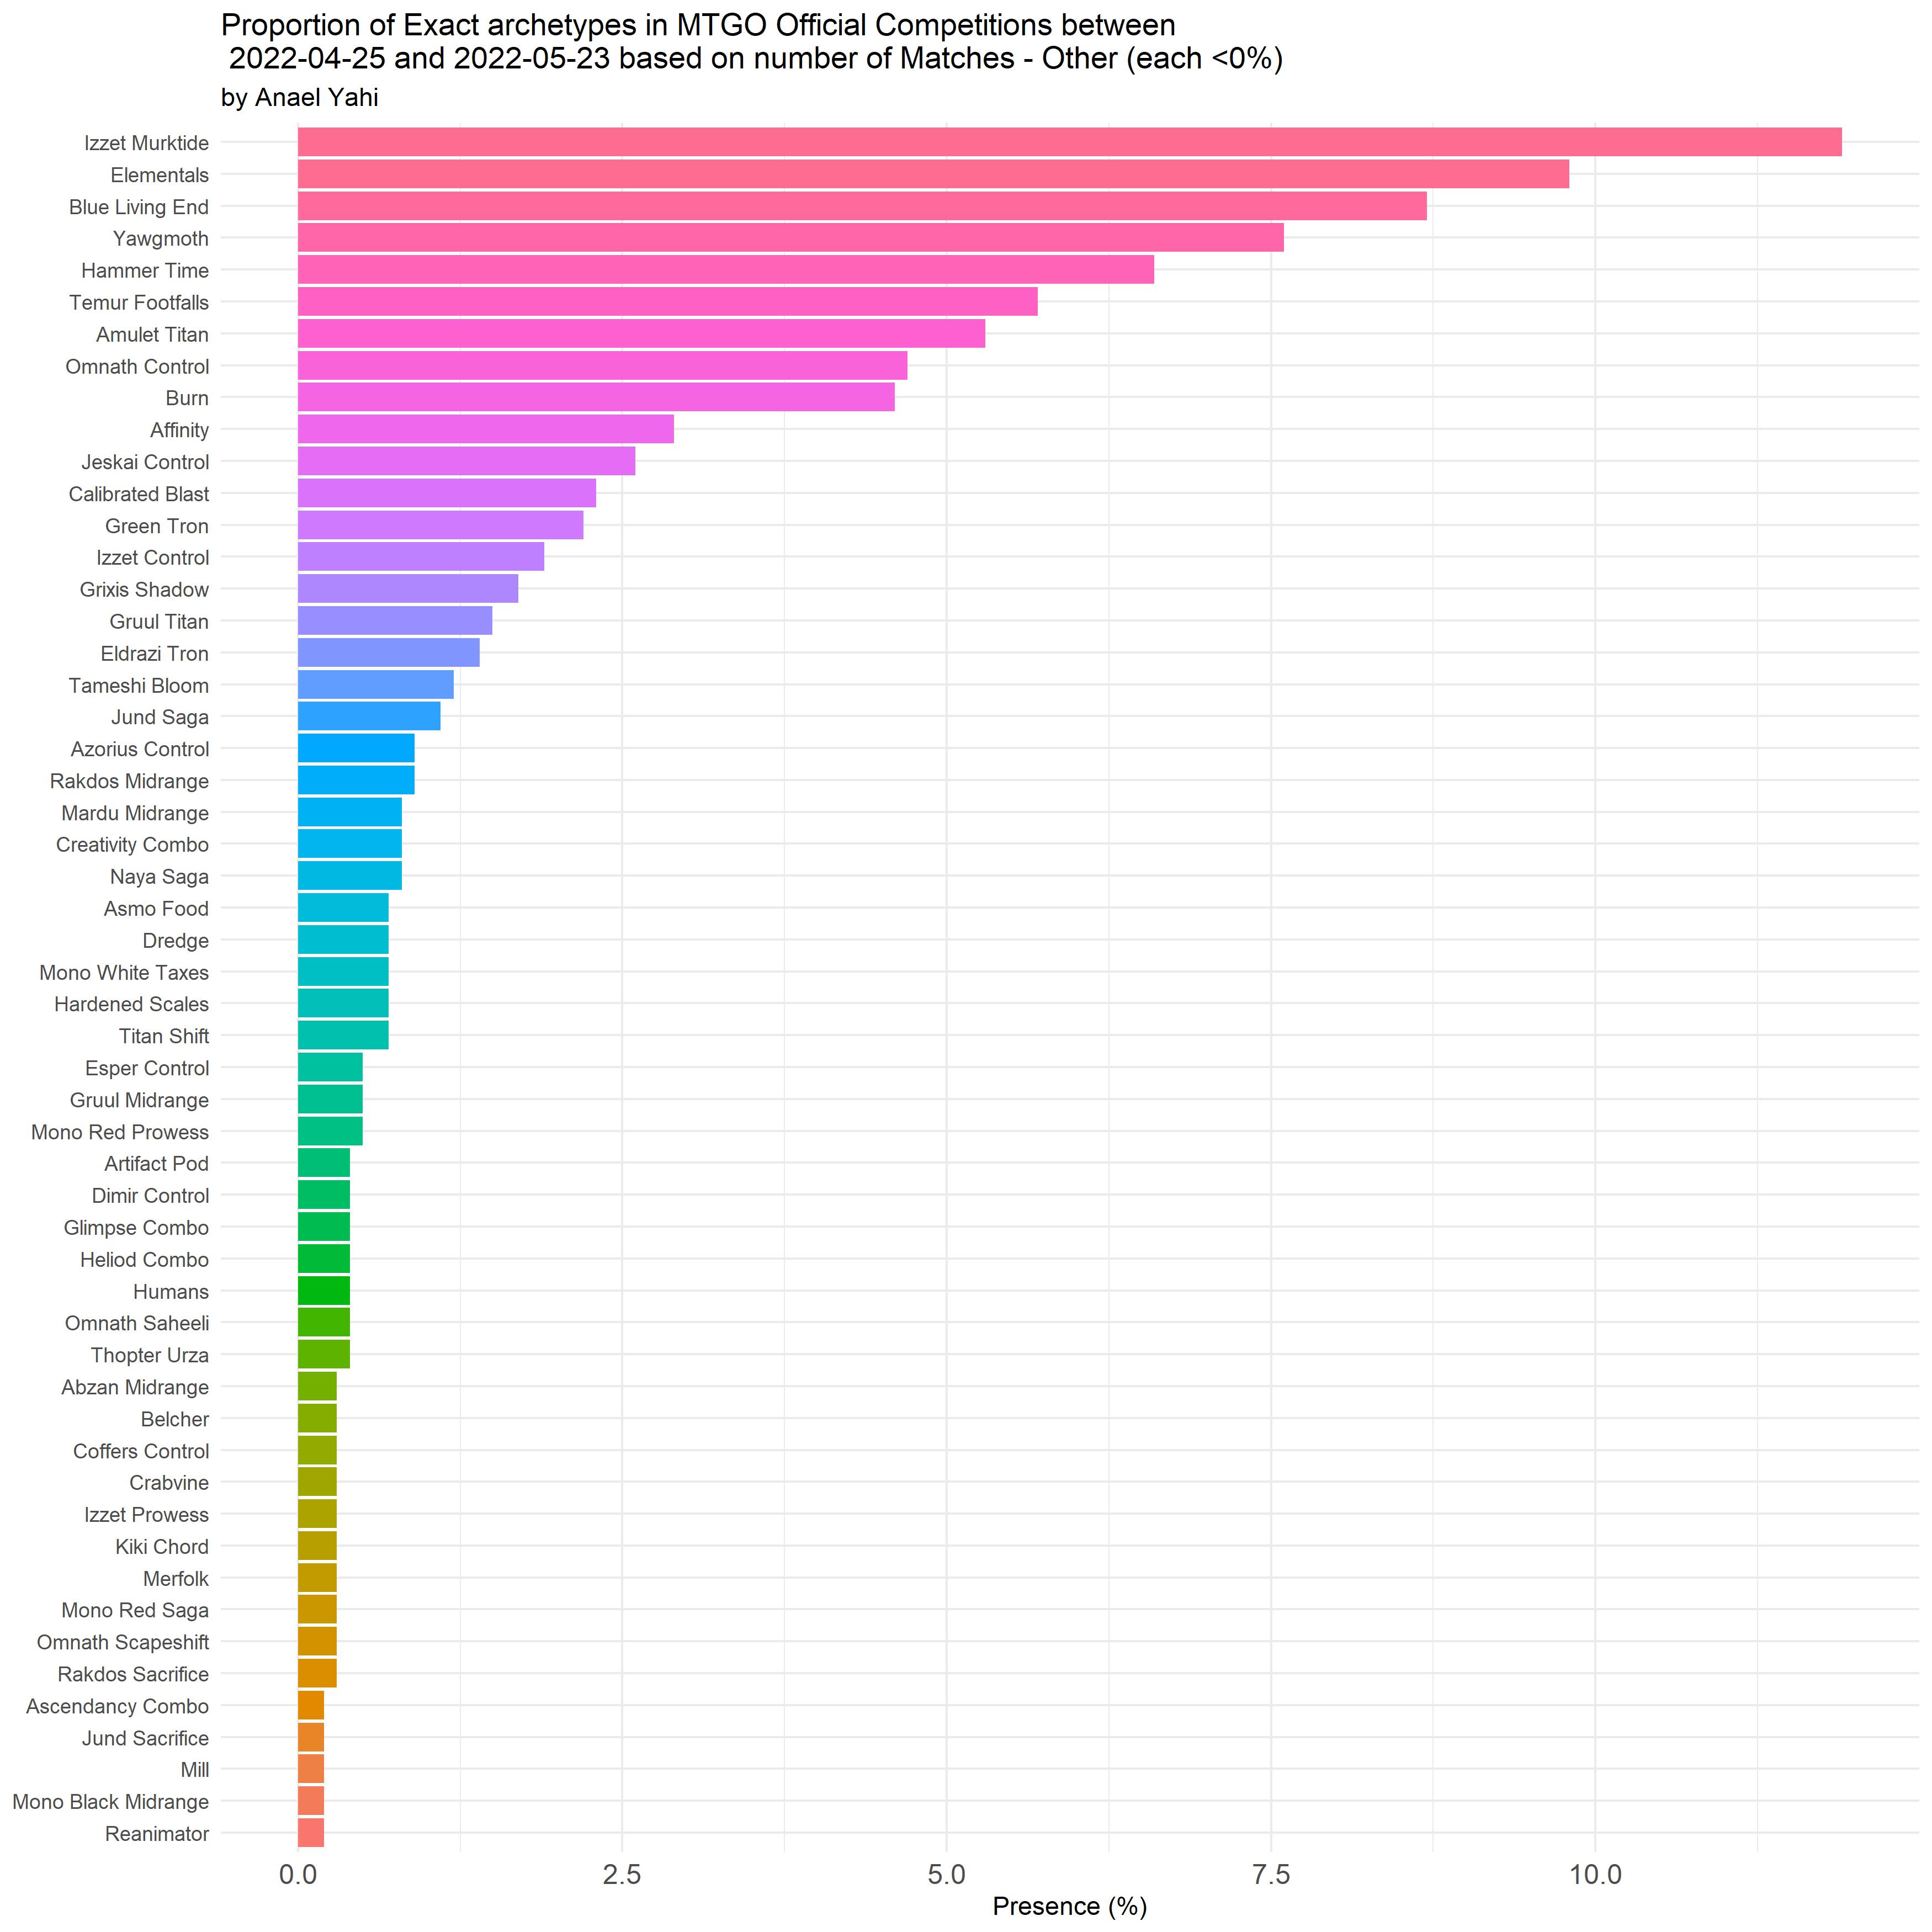 Proportion of Exact archetypes in MTGO Official Competitions between
2022-04-25 and 2022-05-23 based on number of Matches - Other (each <0%)
by Anael Yahi
Izzet Murktide
Elementals
Blue Living End
Yawgmoth
Hammer Time
Temur Footfalls
Amulet Titan
Omnath Control
Burn
Affinity
Jeskai Control
Calibrated Blast
Green Tron
Izzet Control
Grixis Shadow
Gruul Titan
Eldrazi Tron
Tameshi Bloom
Jund Saga
Azorius Control
Rakdos Midrange
Mardu Midrange
Creativity Combo
Naya Saga
Asmo Food
Dredge
Mono White Taxes
Hardened Scales
Titan Shift
Esper Control
Gruul Midrange
Mono Red Prowess
Artifact Pod
Dimir Control
Glimpse Combo
Heliod Combo
Humans
Omnath Saheeli
Thopter Urza
Abzan Midrange
Belcher
Coffers Control
Crabvine
Izzet Prowess
Kiki Chord
Merfolk
Mono Red Saga
Omnath Scapeshift
Rakdos Sacrifice
Ascendancy Combo
Jund Sacrifice
Mill
Mono Black Midrange
Reanimator
0.0 2.5 5.0 7.5 10.0
Presence (%)